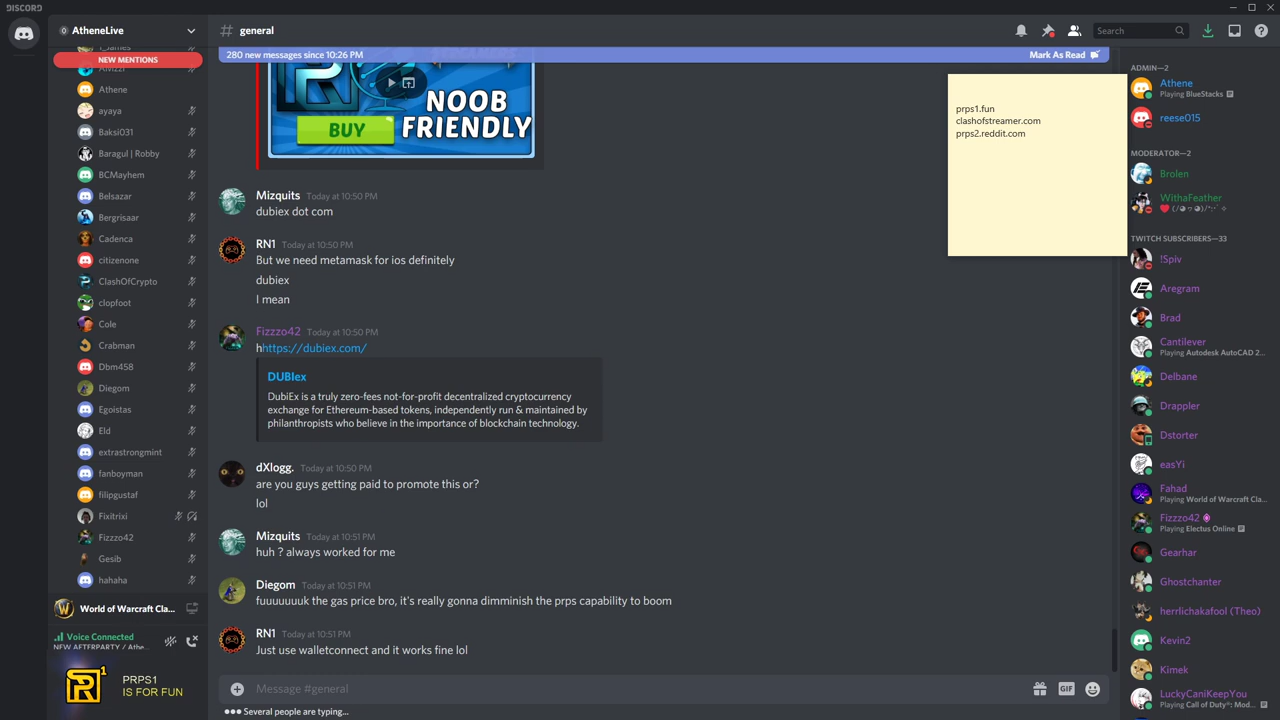 DISCORD
AtheneLive
general
Search
1_James
NEW MENTIONS
Athene
ayaya
Baksi031
Baragul | Robby
BCMayhem
Belsazar
Bergrisaar
Cadenca
citizenone
ClashOfCrypto
clopfoot
Cole
Crabman
Dbm458
Diegom
Egoistas
Eld
extrastrongmint
fanboyman
filipgustaf
Fixitrixi
Fizzzo42
Gesib
hahaha
World of Warcraft Cla...
Voice Connected
NEW AFTERPARTY / Athe...
PRPS1
IS FOR FUN
280 new messages since 10:26 PM
Mark As Read
NOOB
FRIENDLY
BUY
Mizquits Today at 10:50 PM
dubiex dot com
RN1 Today at 10:50 PM
But we need metamask for ios definitely
dubiex
I mean
Fizzzo42 Today at 10:50 PM
hhttps://dubiex.com/
DUBIex
DubiEx is a truly zero-fees not-for-profit decentralized cryptocurrency
exchange for Ethereum-based tokens, independently run & maintained by
philanthropists who believe in the importance of blockchain technology.
dXlogg. Today at 10:50 PM
are you guys getting paid to promote this or?
lol
Mizquits Today at 10:51 PM
huh ? always worked for me
Diegom Today at 10:51 PM
fuuuuuuuk the gas price bro, it's really gonna dimminish the prps capability to boom
RN1 Today at 10:51 PM
Just use walletconnect and it works fine lol
Message #general
GIF
Several people are typing...
prps1.fun
clashofstreamer.com
prps2.reddit.com
ADMIN—2
Athene
Playing BlueStacks
reese015
MODERATOR—2
Brolen
WithaFeather
TWITCH SUBSCRIBERS—33
!Spiv
Aregram
Brad
Cantilever
Playing Autodesk AutoCAD 2...
Delbane
Drappler
Dstorter
easYi
Fahad
Playing World of Warcraft Cla...
Fizzzo42
Playing Electus Online
Gearhar
Ghostchanter
herrlichakafool (Theo)
Kevin2
Kimek
LuckyCaniKeepYou
Playing Call of Duty®: Mod...